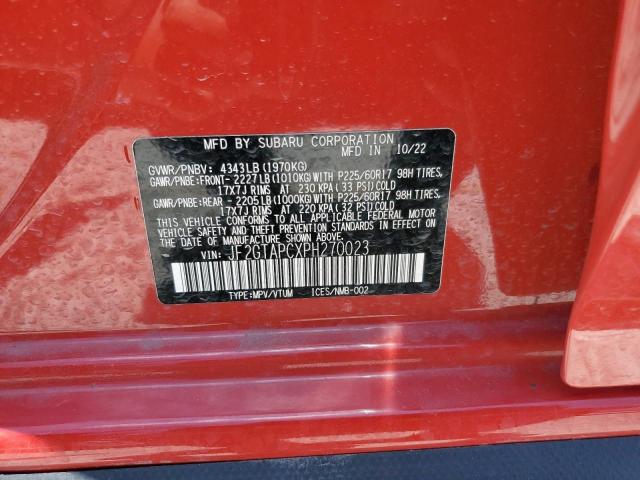 MFD BY SUBARU CORPORATION
MFD IN 10/22
GVWR/PNBV: 4343LB(1970KG)
GAWR/PNBE:FRONT-2227LB(1010KG)WITH P225/60R17 98H TIRES,
17X7J RIMS AT 230 KPA(33 PSI)COLD
GAWR/PNBE:REAR -2205LB(1000KG)WITH P225/60R17 98H TIRES,
17X7J RIMS AT 220 KPA(32 PSI)COLD
THIS VEHICLE CONFORMS TO ALL APPLICABLE FEDERAL MOTOR
VEHICLE SAFETY AND THEFT PREVENTION STANDARDS IN EFFECT ON
THE DATE OF MANUFACTURE SHOWN ABOVE.
VIN: JF2GTAPCXPH270023
TYPE:MPV/VTUM ICES/NMB-002